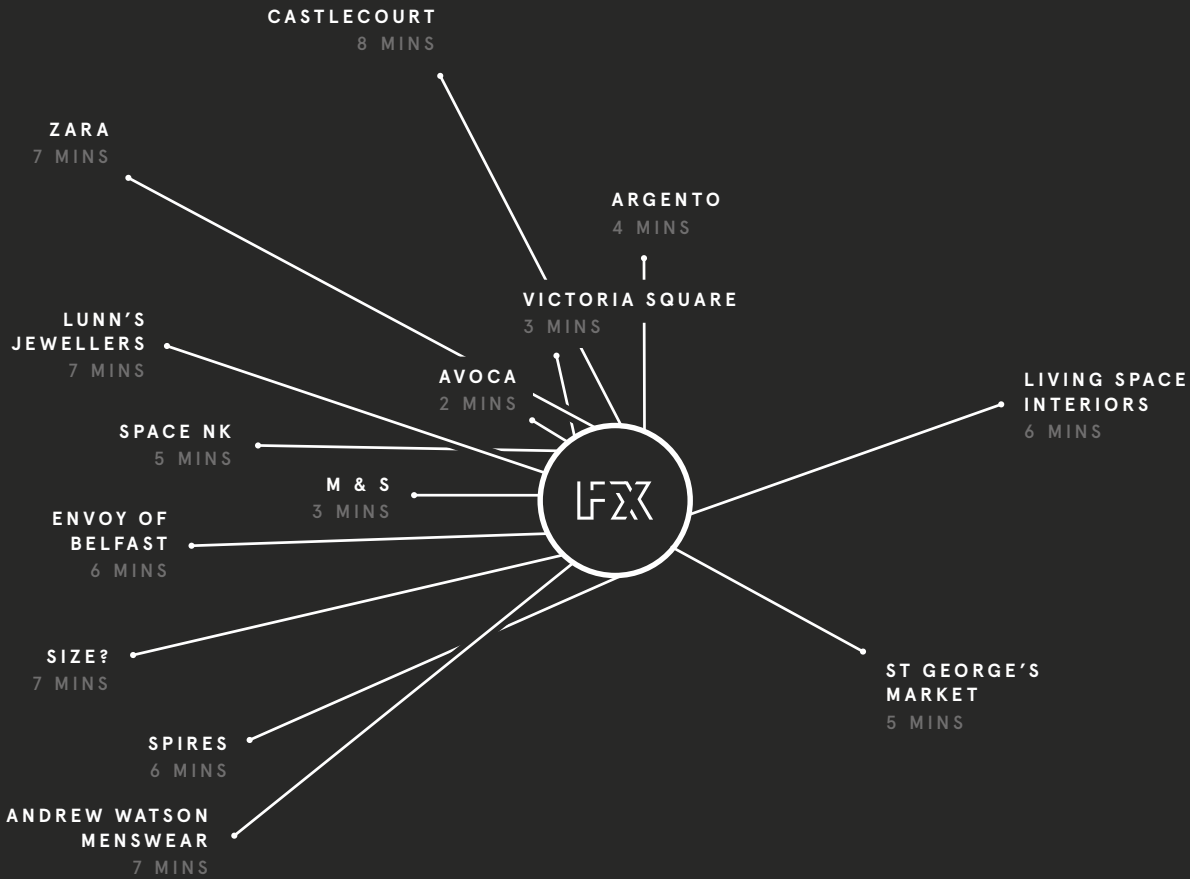 CASTLECOURT
8 MINS
ZARA
7 MINS
ARGENTO
4 MINS
VICTORIA SQUARE
3 MINS
LUNN’S
JEWELLERS
7 MINS
AVOCA
2 MINS
LIVING SPACE
INTERIORS
6 MINS
SPACE NK
5 MINS
M & S
3 MINS
LFX
ENVOY OF
BELFAST
6 MINS
SIZE?
7 MINS
ST GEORGE’S
MARKET
5 MINS
SPIRES
6 MINS
ANDREW WATSON
MENSWEAR
7 MINS